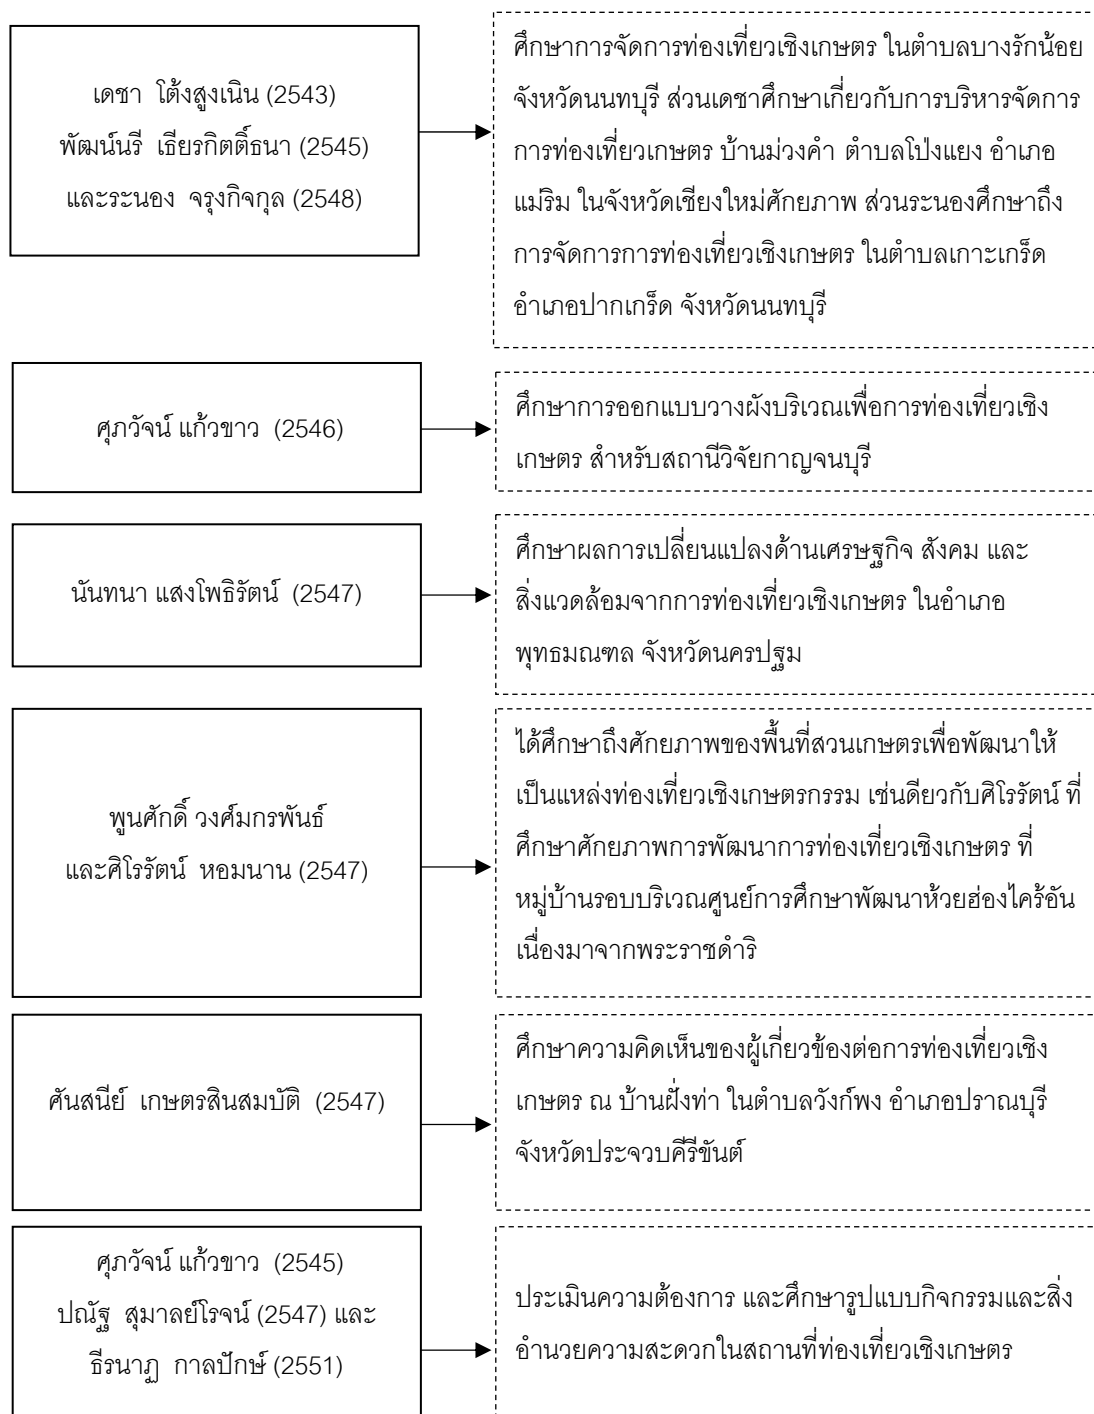 เดชา โต้งสูงเนิน (2543)
พัฒน์นรี เธียรกิตติ์ธนา (2545)
และระนอง จรุงกิจกุล (2548)
ศึกษาการจัดการท่องเที่ยวเชิงเกษตร ในตำบลบางรักน้อย
จังหวัดนนทบุรี ส่วนเดชาศึกษาเกี่ยวกับการบริหารจัดการ
การท่องเที่ยวเกษตร บ้านม่วงคำ ตำบลโป่งแยง อำเภอ
แม่ริม ในจังหวัดเชียงใหม่ศักยภาพ ส่วนระนองศึกษาถึง
การจัดการการท่องเที่ยวเชิงเกษตร ในตำบลเกาะเกร็ด
อำเภอปากเกร็ด จังหวัดนนทบุรี
ศุภวัจน์ แก้วขาว (2546)
ศึกษาการออกแบบวางผังบริเวณเพื่อการท่องเที่ยวเชิง
เกษตร สำหรับสถานีวิจัยกาญจนบุรี
นันทนา แสงโพธิรัตน์ (2547)
ศึกษาผลการเปลี่ยนแปลงด้านเศรษฐกิจ สังคม และ
สิ่งแวดล้อมจากการท่องเที่ยวเชิงเกษตร ในอำเภอ
พุทธมณฑล จังหวัดนครปฐม
พูนศักดิ์ วงศ์มกรพันธ์
และศิโรรัตน์ หอมนาน (2547)
ได้ศึกษาถึงศักยภาพของพื้นที่สวนเกษตรเพื่อพัฒนาให้
เป็นแหล่งท่องเที่ยวเชิงเกษตรกรรม เช่นดียวกับศิโรรัตน์ ที่
ศึกษาศักยภาพการพัฒนาการท่องเที่ยวเชิงเกษตร ที่
หมู่บ้านรอบบริเวณศูนย์การศึกษาพัฒนาห้วยฮ่องไคร้อัน
เนื่องมาจากพระราชดำริ
ศันสนีย์ เกษตรสินสมบัติ (2547)
ศึกษาความคิดเห็นของผู้เกี่ยวข้องต่อการท่องเที่ยวเชิง
เกษตร ณ บ้านฝั่งท่า ในตำบลวังก์พง อำเภอปราณบุรี
จังหวัดประจวบคีรีขันต์
ศุภวัจน์ แก้วขาว (2545)
ปณัฐ สุมาลย์โรจน์ (2547) และ
ธีรนาฏ กาลปักษ์ (2551)
ประเมินความต้องการ และศึกษารูปแบบกิจกรรมและสิ่ง
อำนวยความสะดวกในสถานที่ท่องเที่ยวเชิงเกษตร